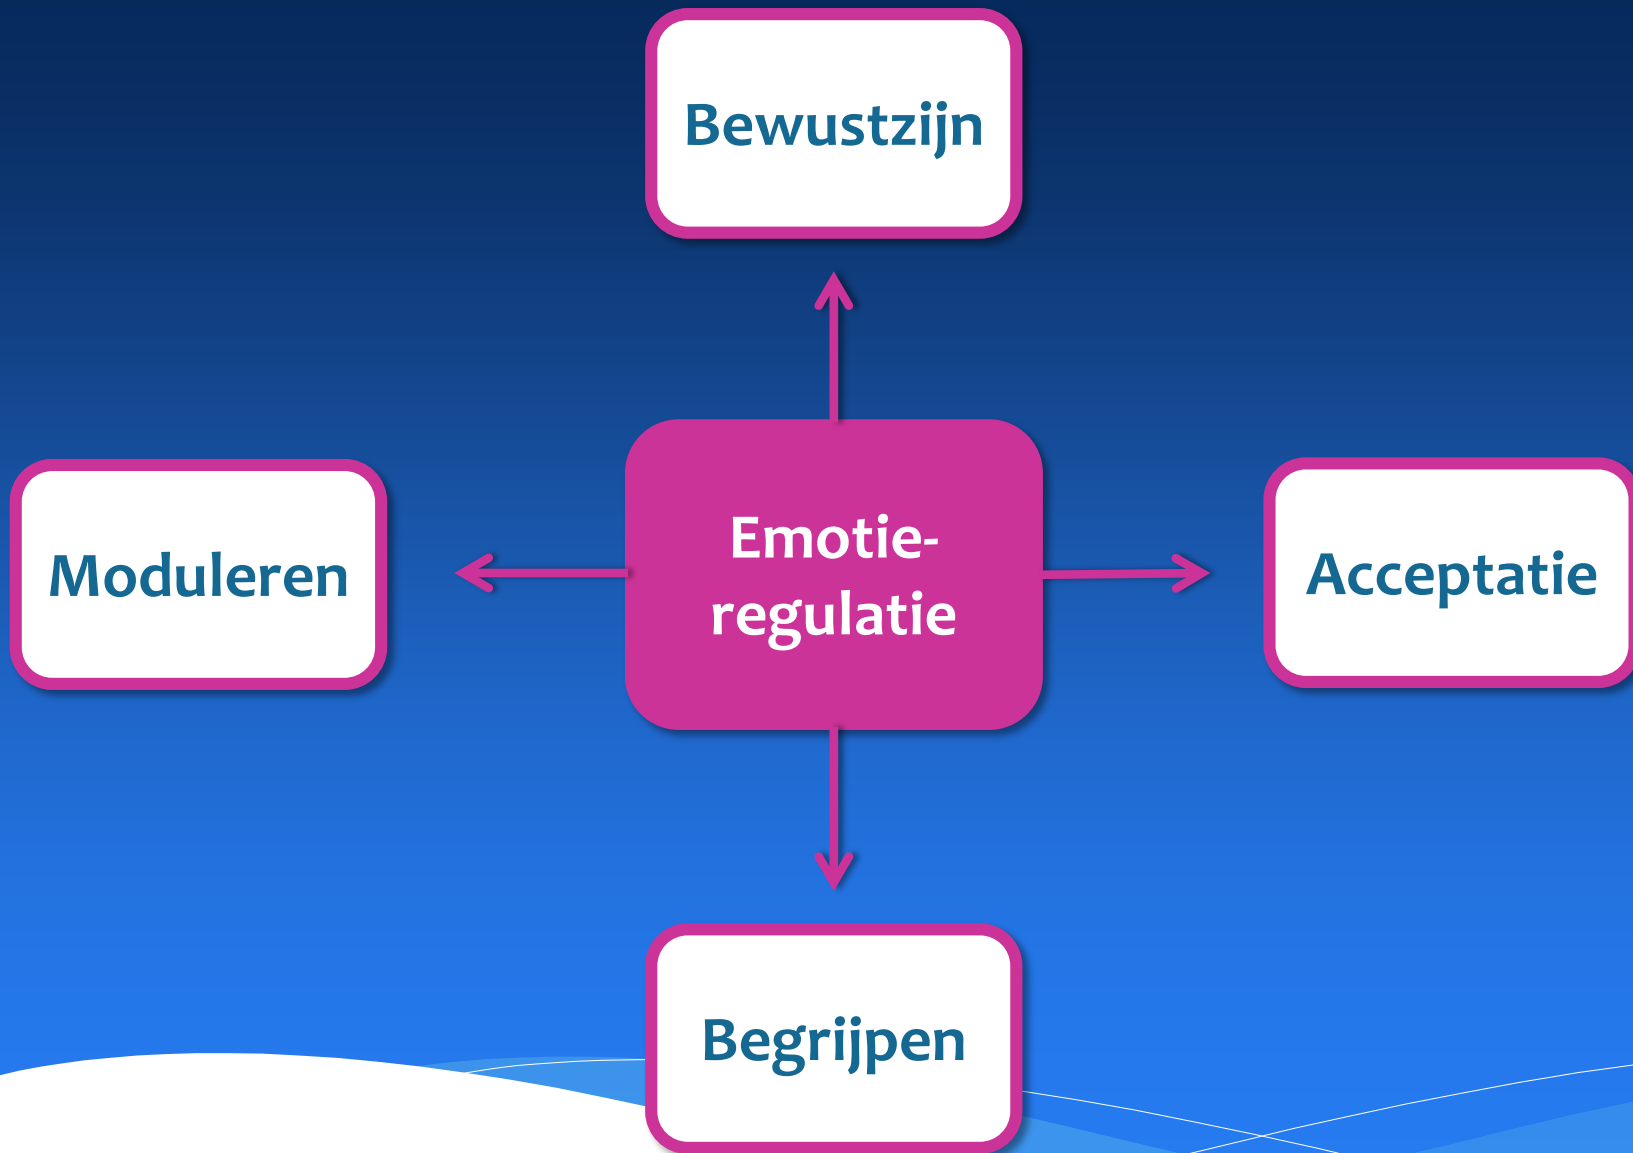 Bewustzijn
Moduleren
Emotie-
regulatie
Acceptatie
Begrijpen